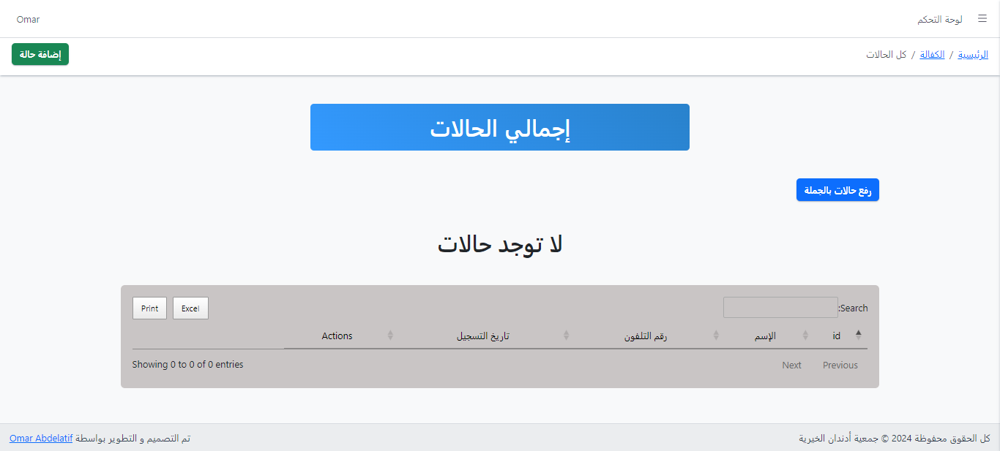 لوحة التحكم
Omar
الرئيسية / الكفالة / كل الحالات
إضافة حالة
إجمالي الحالات
رفع حالات بالجملة
لا توجد حالات
Search:
Excel
Print
id الإسم رقم التلفون تاريخ التسجيل Actions
Previous Next
Showing 0 to 0 of 0 entries
كل الحقوق محفوظة 2024 © جمعية أدندان الخيرية
تم التصميم و التطوير بواسطة Omar Abdelatif